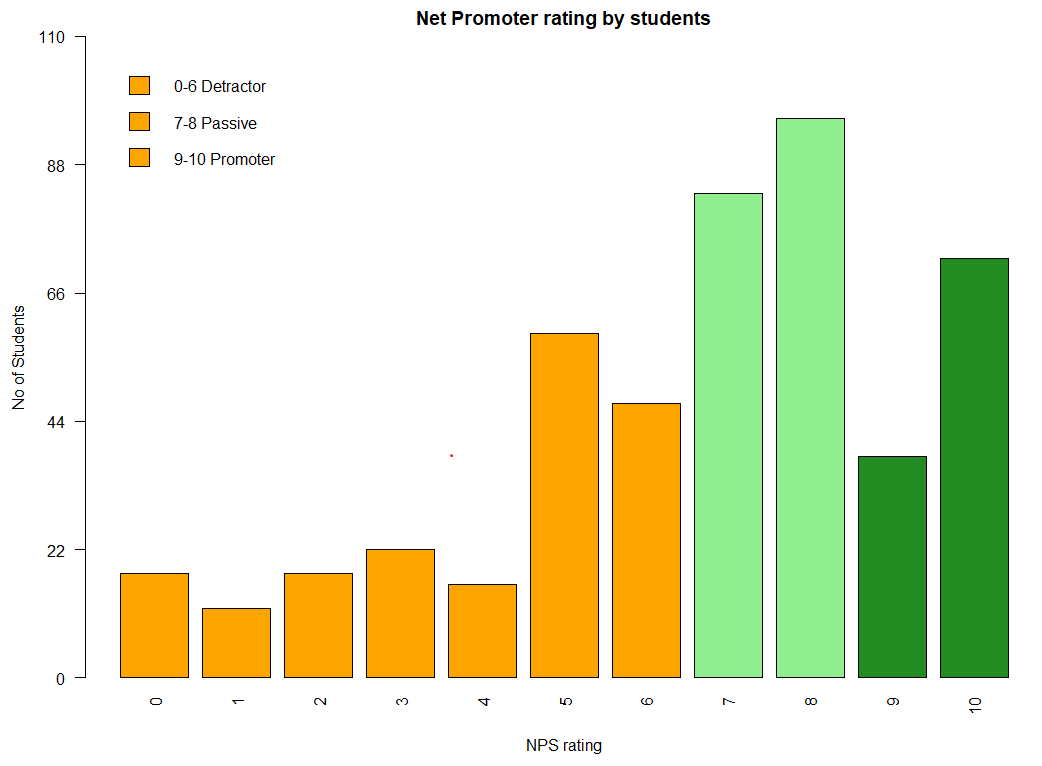 Net Promoter rating by students
110
0-6 Detractor
7-8 Passive
9-10 Promoter
88
66
44
22
0
No of Students
0 1 2 3 4 5 6 7 8 9 10
NPS rating